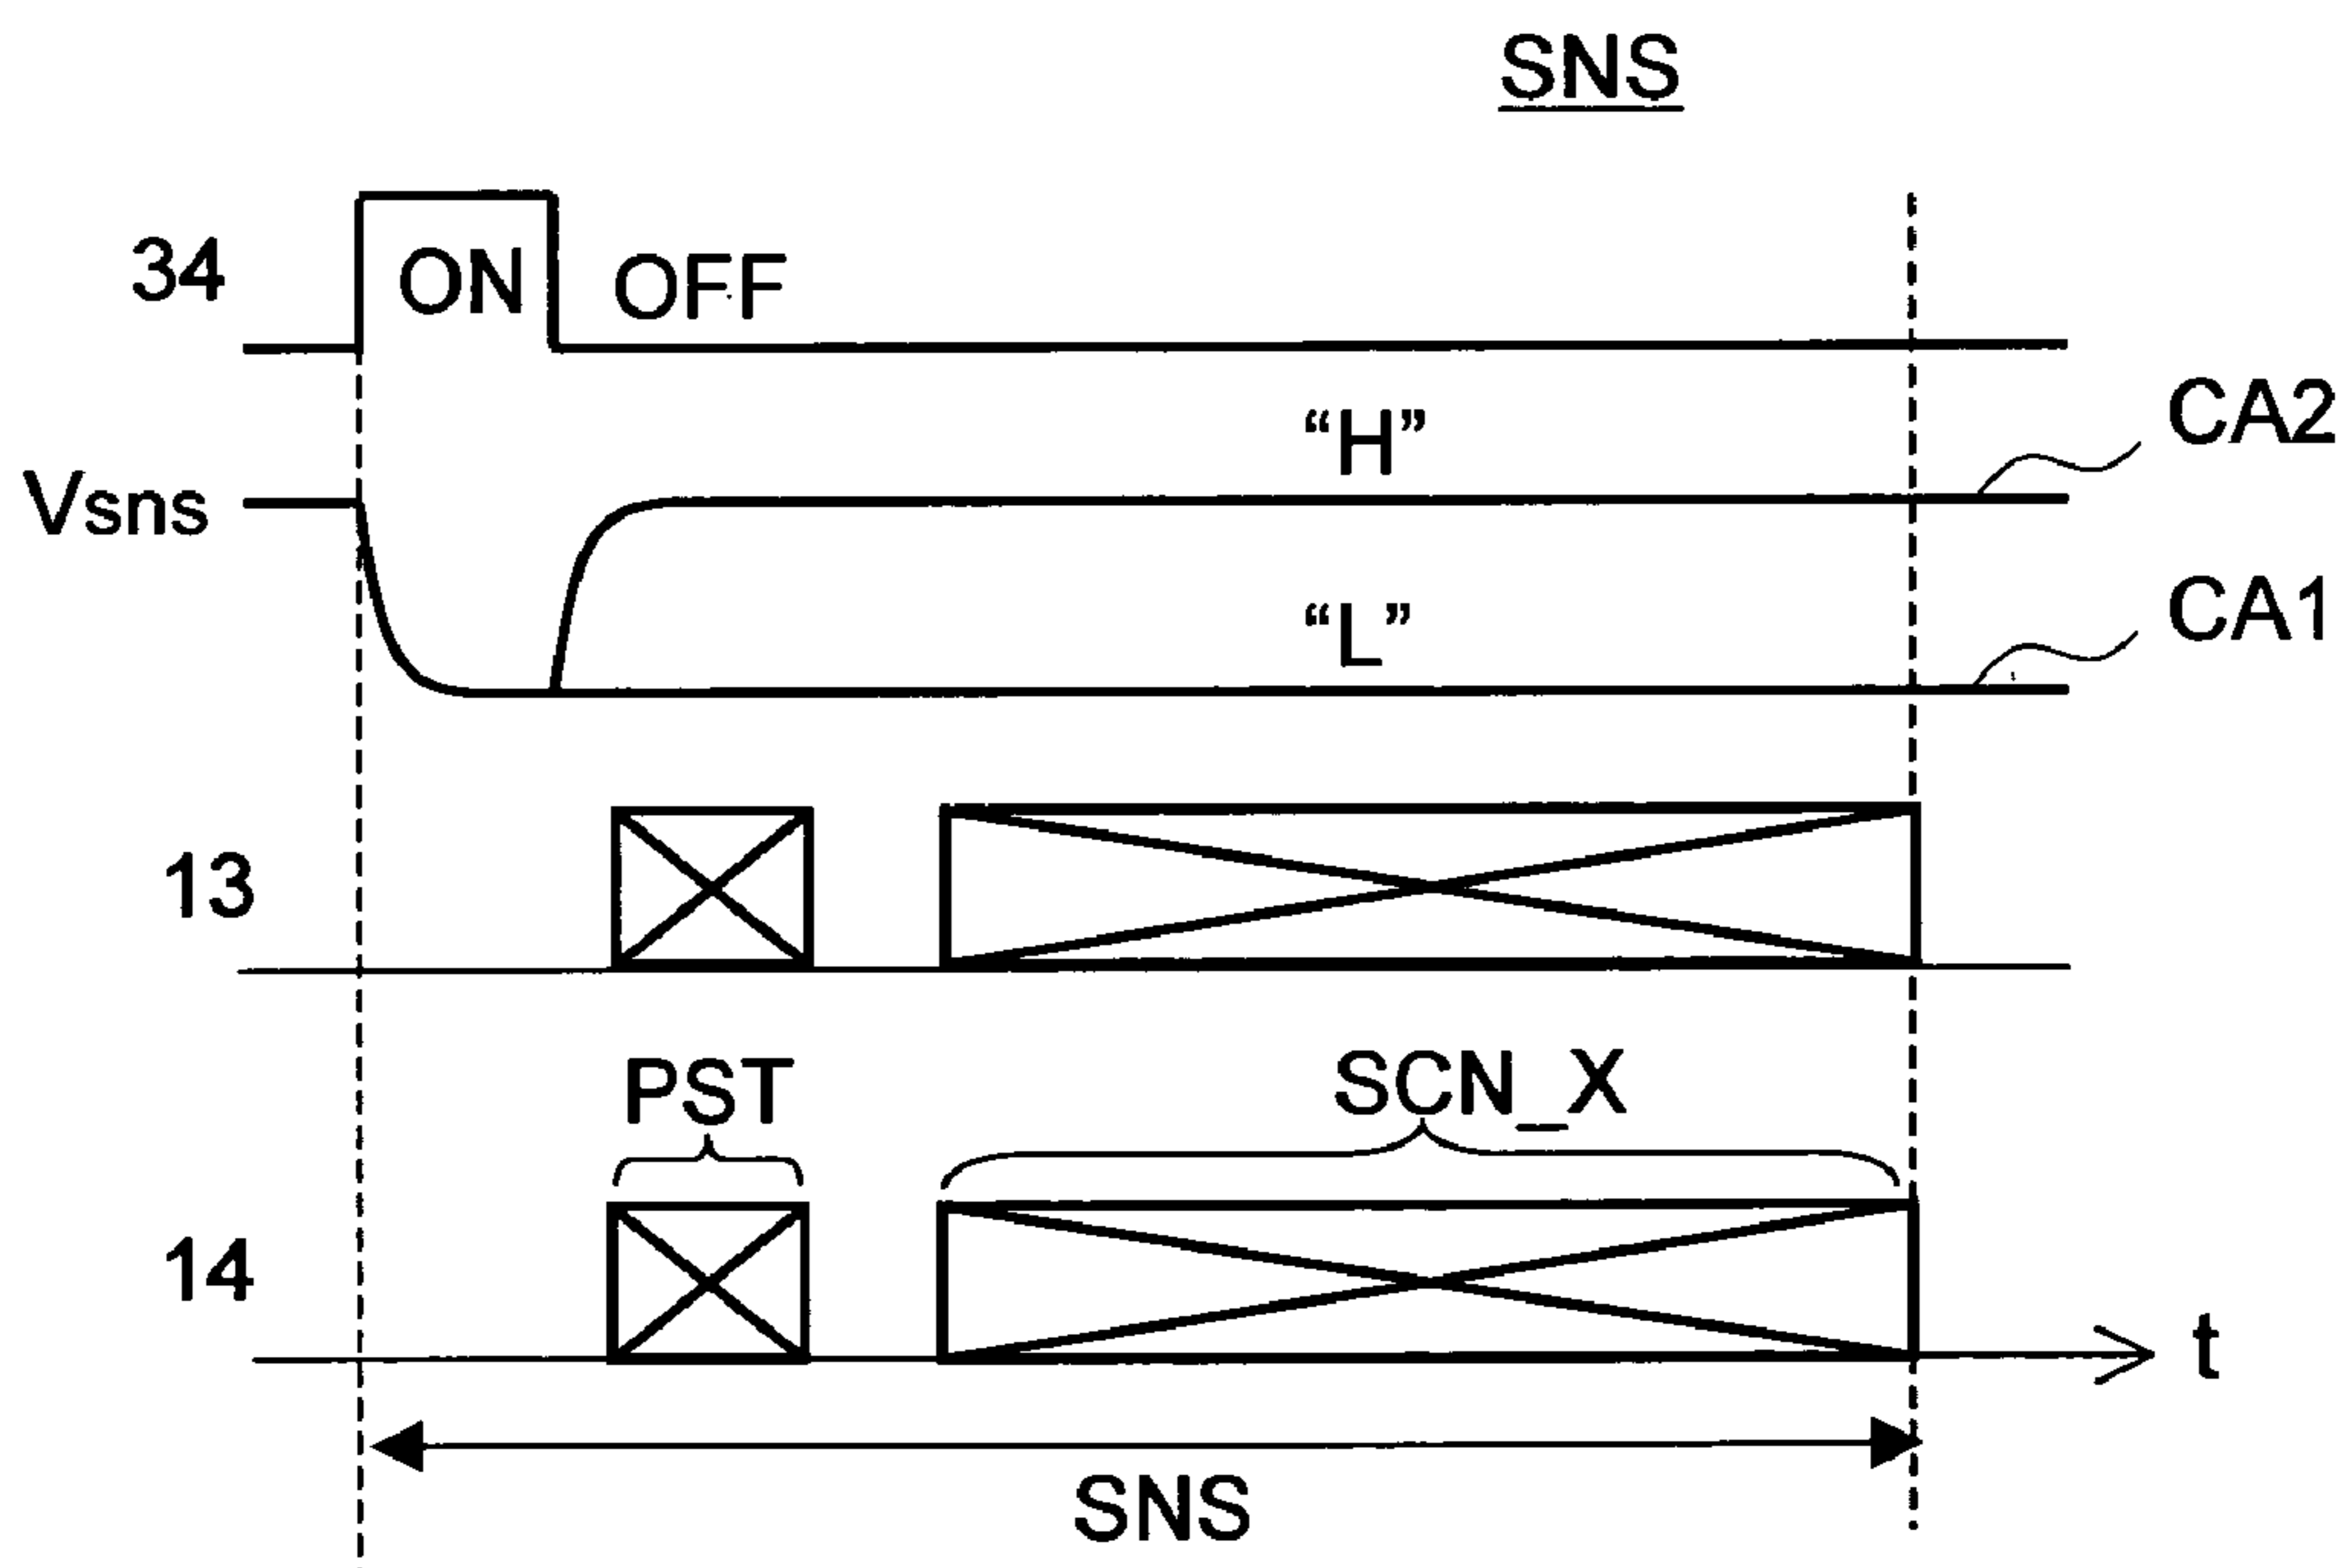 SNS
34 ON OFF
“H” CA2
Vsns
“L” CA1
13
PST SCN_X
14
t
SNS